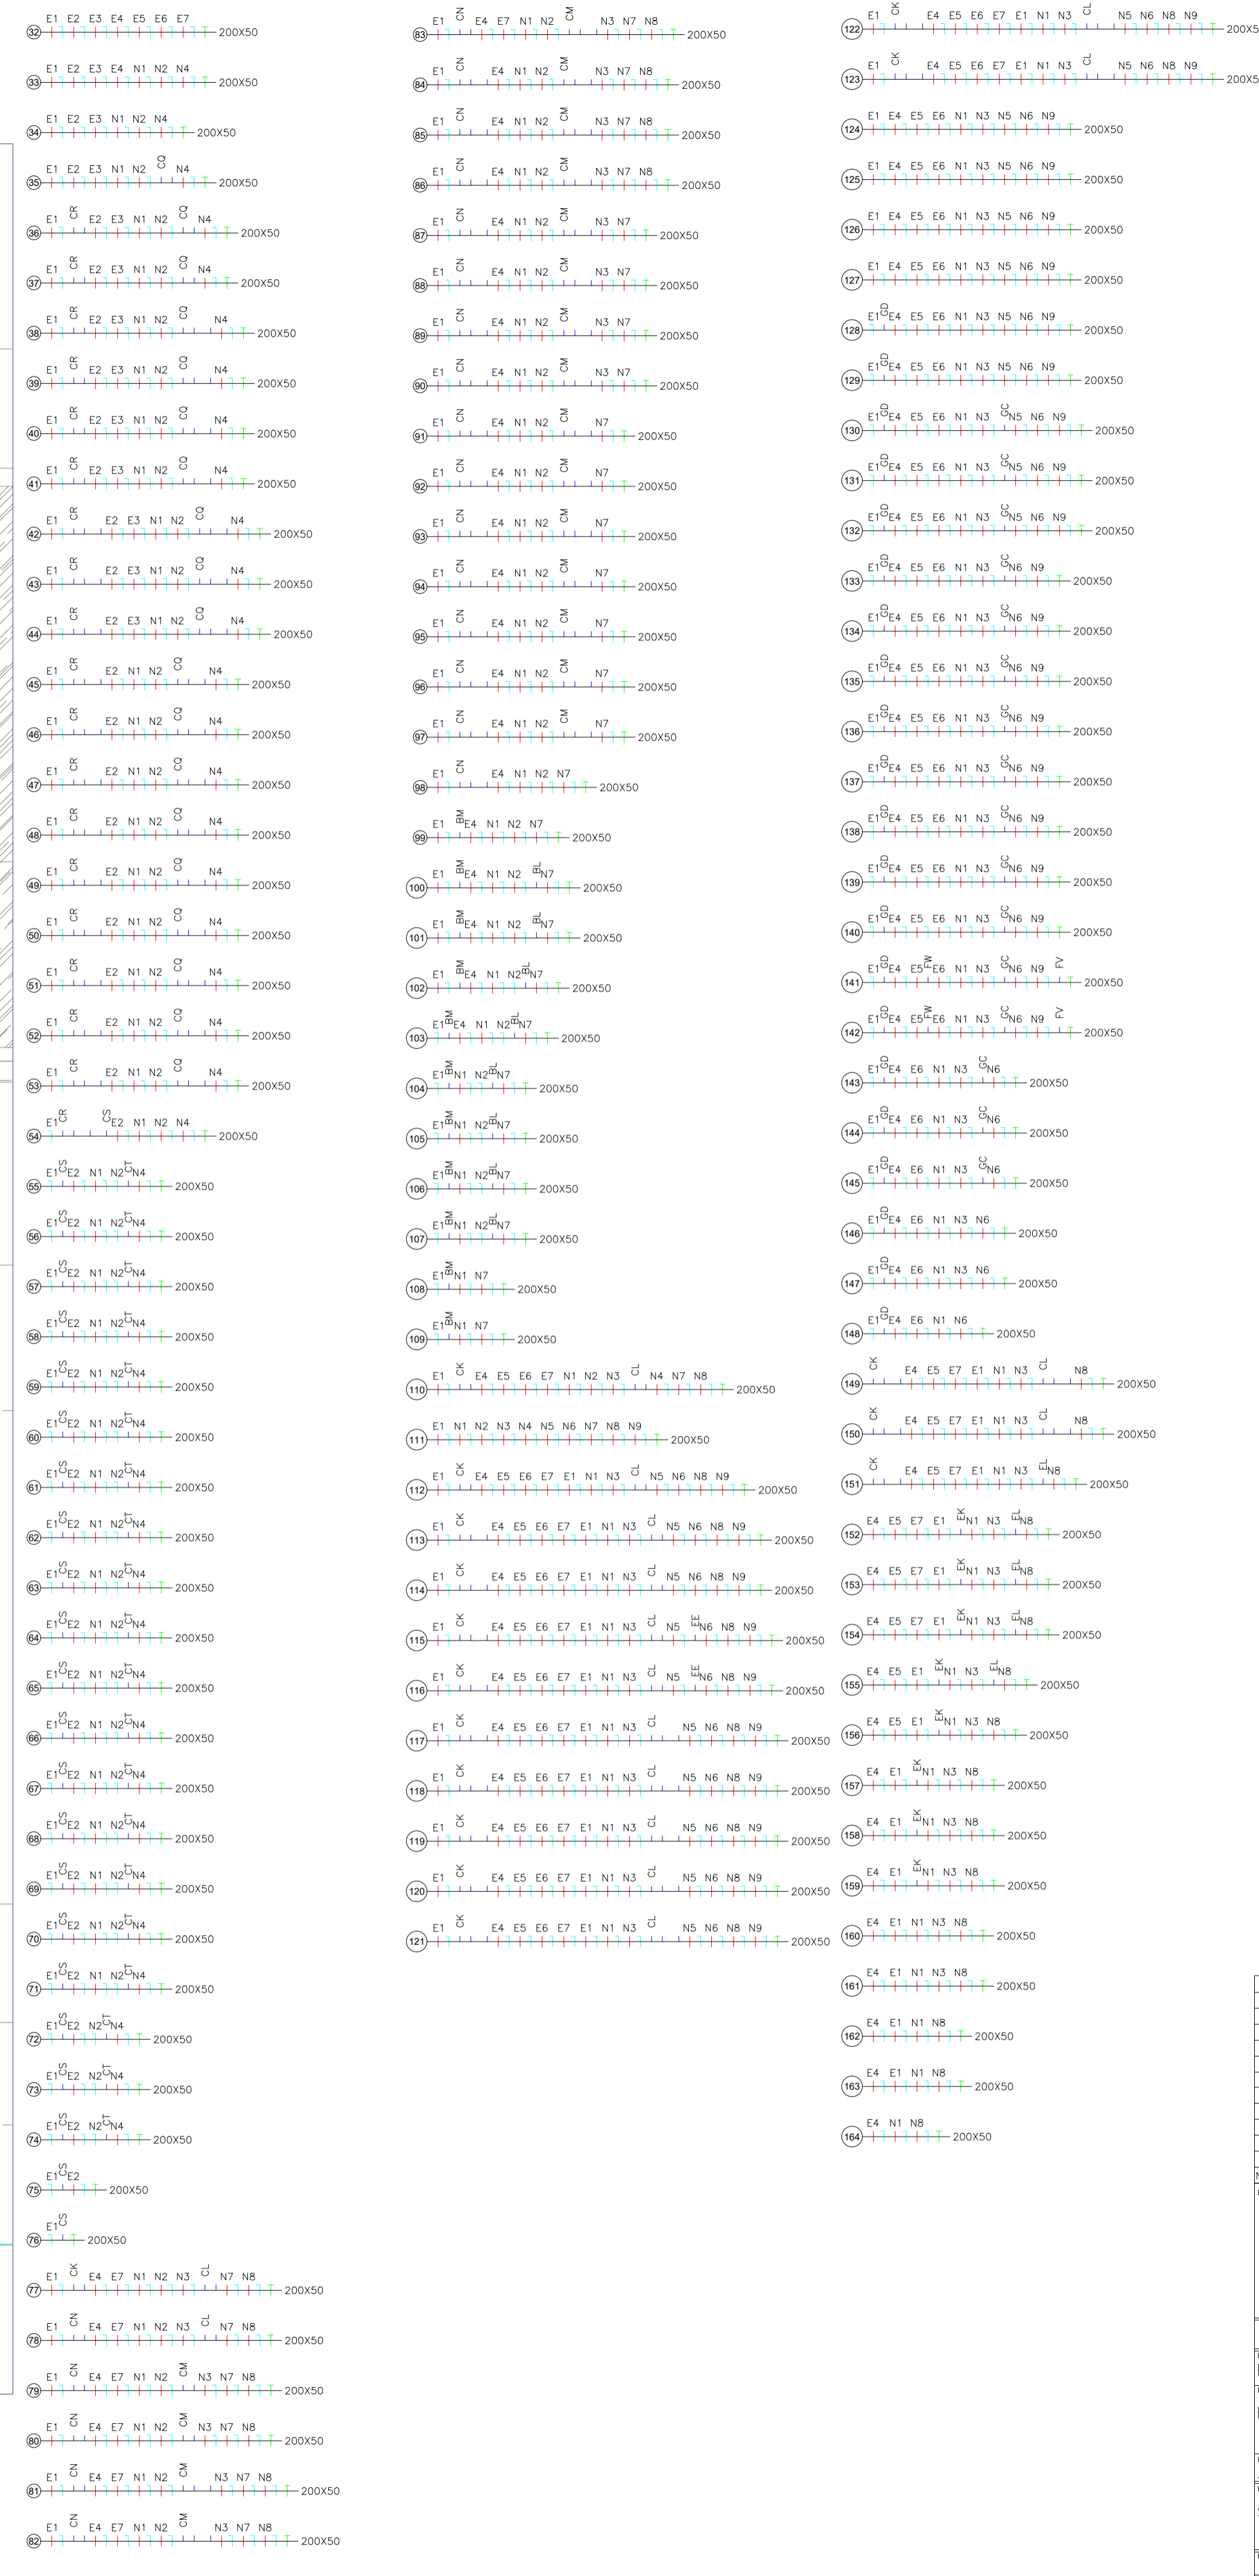 32 E1 E2 E3 E4 E5 E6 E7 200X50
33 E1 E2 E3 E4 N1 N2 N4 200X50
34 E1 E2 E3 N1 N2 N4 200X50
35 E1 E2 E3 N1 N2 CQ N4 200X50
36 E1 CR E2 E3 N1 N2 CQ N4 200X50
37 E1 CR E2 E3 N1 N2 CQ N4 200X50
38 E1 CR E2 E3 N1 N2 CQ N4 200X50
39 E1 CR E2 E3 N1 N2 CQ N4 200X50
40 E1 CR E2 E3 N1 N2 CQ N4 200X50
41 E1 CR E2 E3 N1 N2 CQ N4 200X50
42 E1 CR E2 E3 N1 N2 CQ N4 200X50
43 E1 CR E2 E3 N1 N2 CQ N4 200X50
44 E1 CR E2 E3 N1 N2 CQ N4 200X50
45 E1 CR E2 N1 N2 CQ N4 200X50
46 E1 CR E2 N1 N2 CQ N4 200X50
47 E1 CR E2 N1 N2 CQ N4 200X50
48 E1 CR E2 N1 N2 CQ N4 200X50
49 E1 CR E2 N1 N2 CQ N4 200X50
50 E1 CR E2 N1 N2 CQ N4 200X50
51 E1 CR E2 N1 N2 CQ N4 200X50
52 E1 CR E2 N1 N2 CQ N4 200X50
53 E1 CR E2 N1 N2 CQ N4 200X50
54 E1 CR CS E2 N1 N2 N4 200X50
55 E1 CS E2 N1 N2 CT N4 200X50
56 E1 CS E2 N1 N2 CT N4 200X50
57 E1 CS E2 N1 N2 CT N4 200X50
58 E1 CS E2 N1 N2 CT N4 200X50
59 E1 CS E2 N1 N2 CT N4 200X50
60 E1 CS E2 N1 N2 CT N4 200X50
61 E1 CS E2 N1 N2 CT N4 200X50
62 E1 CS E2 N1 N2 CT N4 200X50
63 E1 CS E2 N1 N2 CT N4 200X50
64 E1 CS E2 N1 N2 CT N4 200X50
65 E1 CS E2 N1 N2 CT N4 200X50
66 E1 CS E2 N1 N2 CT N4 200X50
67 E1 CS E2 N1 N2 CT N4 200X50
68 E1 CS E2 N1 N2 CT N4 200X50
69 E1 CS E2 N1 N2 CT N4 200X50
70 E1 CS E2 N1 N2 CT N4 200X50
71 E1 CS E2 N1 N2 CT N4 200X50
72 E1 CS E2 N2 CT N4 200X50
73 E1 CS E2 N2 CT N4 200X50
74 E1 CS E2 N2 CT N4 200X50
75 E1 CS E2 200X50
76 E1 CS 200X50
77 E1 CK E4 E7 N1 N2 N3 CL N7 N8 200X50
78 E1 CN E4 E7 N1 N2 N3 CL N7 N8 200X50
79 E1 CN E4 E7 N1 N2 CM N3 N7 N8 200X50
80 E1 CN E4 E7 N1 N2 CM N3 N7 N8 200X50
81 E1 CN E4 E7 N1 N2 CM N3 N7 N8 200X50
82 E1 CN E4 E7 N1 N2 CM N3 N7 N8 200X50
83 E1 CN E4 E7 N1 N2 CM N3 N7 N8 200X50
84 E1 CN E4 N1 N2 CM N3 N7 N8 200X50
85 E1 CN E4 N1 N2 CM N3 N7 N8 200X50
86 E1 CN E4 N1 N2 CM N3 N7 N8 200X50
87 E1 CN E4 N1 N2 CM N3 N7 200X50
88 E1 CN E4 N1 N2 CM N3 N7 200X50
89 E1 CN E4 N1 N2 CM N3 N7 200X50
90 E1 CN E4 N1 N2 CM N3 N7 200X50
91 E1 CN E4 N1 N2 CM N7 200X50
92 E1 CN E4 N1 N2 CM N7 200X50
93 E1 CN E4 N1 N2 CM N7 200X50
94 E1 CN E4 N1 N2 CM N7 200X50
95 E1 CN E4 N1 N2 CM N7 200X50
96 E1 CN E4 N1 N2 CM N7 200X50
97 E1 CN E4 N1 N2 CM N7 200X50
98 E1 CN E4 N1 N2 N7 200X50
99 E1 BM E4 N1 N2 N7 200X50
100 E1 BM E4 N1 N2 BL N7 200X50
101 E1 BM E4 N1 N2 BL N7 200X50
102 E1 BM E4 N1 N2 BL N7 200X50
103 E1 BM E4 N1 N2 BL N7 200X50
104 E1 BM N1 N2 BL N7 200X50
105 E1 BM N1 N2 BL N7 200X50
106 E1 BM N1 N2 BL N7 200X50
107 E1 BM N1 N2 BL N7 200X50
108 E1 BM N1 N7 200X50
109 E1 BM N1 N7 200X50
110 E1 CK E4 E5 E6 E7 N1 N2 N3 CL N4 N7 N8 200X50
111 E1 N1 N2 N3 N4 N5 N6 N7 N8 N9 200X50
112 E1 CK E4 E5 E6 E7 E1 N1 N3 CL N5 N6 N8 N9 200X50
113 E1 CK E4 E5 E6 E7 E1 N1 N3 CL N5 N6 N8 N9 200X50
114 E1 CK E4 E5 E6 E7 E1 N1 N3 CL N5 N6 N8 N9 200X50
115 E1 CK E4 E5 E6 E7 E1 N1 N3 CL N5 EE N6 N8 N9 200X50
116 E1 CK E4 E5 E6 E7 E1 N1 N3 CL N5 EE N6 N8 N9 200X50
117 E1 CK E4 E5 E6 E7 E1 N1 N3 CL N5 N6 N8 N9 200X50
118 E1 CK E4 E5 E6 E7 E1 N1 N3 CL N5 N6 N8 N9 200X50
119 E1 CK E4 E5 E6 E7 E1 N1 N3 CL N5 N6 N8 N9 200X50
120 E1 CK E4 E5 E6 E7 E1 N1 N3 CL N5 N6 N8 N9 200X50
121 E1 CK E4 E5 E6 E7 E1 N1 N3 CL N5 N6 N8 N9 200X50
122 E1 CK E4 E5 E6 E7 E1 N1 N3 CL N5 N6 N8 N9 200X5
123 E1 CK E4 E5 E6 E7 E1 N1 N3 CL N5 N6 N8 N9 200X5
124 E1 E4 E5 E6 N1 N3 N5 N6 N9 200X50
125 E1 E4 E5 E6 N1 N3 N5 N6 N9 200X50
126 E1 E4 E5 E6 N1 N3 N5 N6 N9 200X50
127 E1 E4 E5 E6 N1 N3 N5 N6 N9 200X50
128 E1 GD E4 E5 E6 N1 N3 N5 N6 N9 200X50
129 E1 GD E4 E5 E6 N1 N3 N5 N6 N9 200X50
130 E1 GD E4 E5 E6 N1 N3 GC N5 N6 N9 200X50
131 E1 GD E4 E5 E6 N1 N3 GC N5 N6 N9 200X50
132 E1 GD E4 E5 E6 N1 N3 GC N5 N6 N9 200X50
133 E1 GD E4 E5 E6 N1 N3 GC N6 N9 200X50
134 E1 GD E4 E5 E6 N1 N3 GC N6 N9 200X50
135 E1 GD E4 E5 E6 N1 N3 GC N6 N9 200X50
136 E1 GD E4 E5 E6 N1 N3 GC N6 N9 200X50
137 E1 GD E4 E5 E6 N1 N3 GC N6 N9 200X50
138 E1 GD E4 E5 E6 N1 N3 GC N6 N9 200X50
139 E1 GD E4 E5 E6 N1 N3 GC N6 N9 200X50
140 E1 GD E4 E5 E6 N1 N3 GC N6 N9 200X50
141 E1 GD E4 E5 FW E6 N1 N3 GC N6 N9 FV 200X50
142 E1 GD E4 E5 FW E6 N1 N3 GC N6 N9 FV 200X50
143 E1 GD E4 E6 N1 N3 GC N6 200X50
144 E1 GD E4 E6 N1 N3 GC N6 200X50
145 E1 GD E4 E6 N1 N3 GC N6 200X50
146 E1 GD E4 E6 N1 N3 N6 200X50
147 E1 GD E4 E6 N1 N3 N6 200X50
148 E1 GD E4 E6 N1 N6 200X50
149 CK E4 E5 E7 E1 N1 N3 CL N8 200X50
150 CK E4 E5 E7 E1 N1 N3 CL N8 200X50
151 CK E4 E5 E7 E1 N1 N3 EL N8 200X50
152 E4 E5 E7 E1 EK N1 N3 EL N8 200X50
153 E4 E5 E7 E1 EK N1 N3 EL N8 200X50
154 E4 E5 E7 E1 EK N1 N3 EL N8 200X50
155 E4 E5 E1 EK N1 N3 EL N8 200X50
156 E4 E5 E1 EK N1 N3 N8 200X50
157 E4 E1 EK N1 N3 N8 200X50
158 E4 E1 EK N1 N3 N8 200X50
159 E4 E1 EK N1 N3 N8 200X50
160 E4 E1 N1 N3 N8 200X50
161 E4 E1 N1 N3 N8 200X50
162 E4 E1 N1 N8 200X50
163 E4 E1 N1 N8 200X50
164 E4 N1 N8 200X50